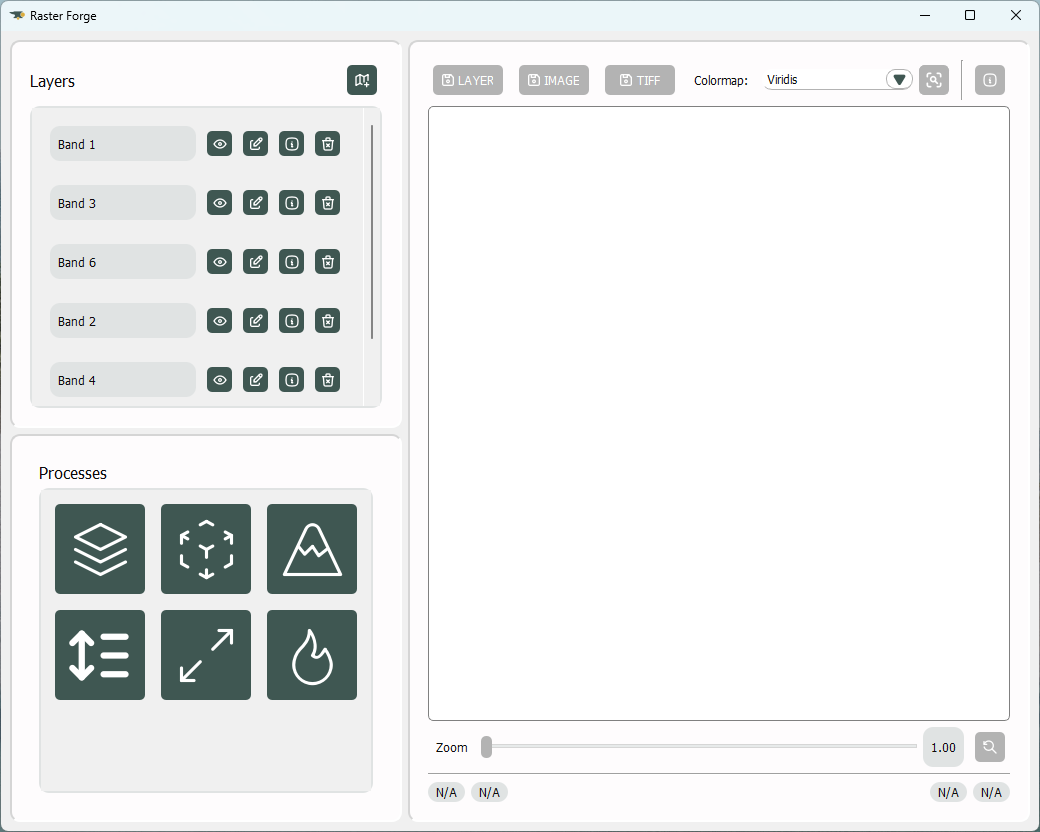 Raster Forge
Layers
Band 1
Band 3
Band 6
Band 2
Band 4
Processes
LAYER IMAGE TIFF Colormap: Viridis
Zoom 1.00
N/A N/A N/A N/A